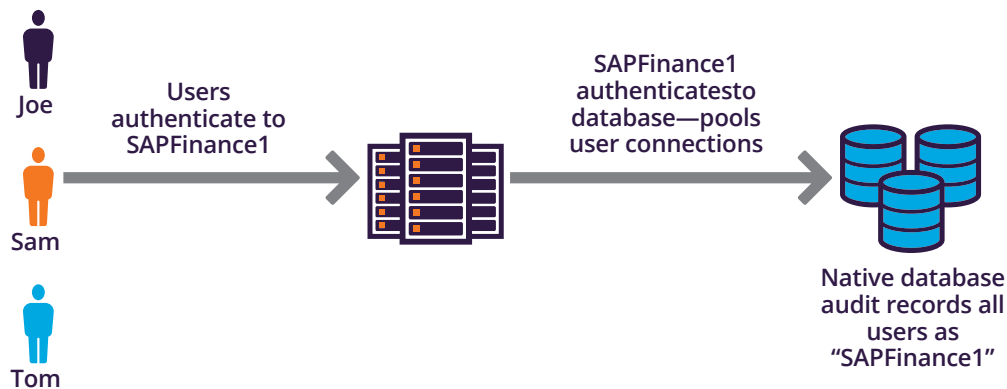 Joe
Users
authenticate to
SAPFinance1
SAPFinance1
authenticatesto
database—pools
user connections
Sam
Tom
Native database
audit records all
users as
“SAPFinance1”